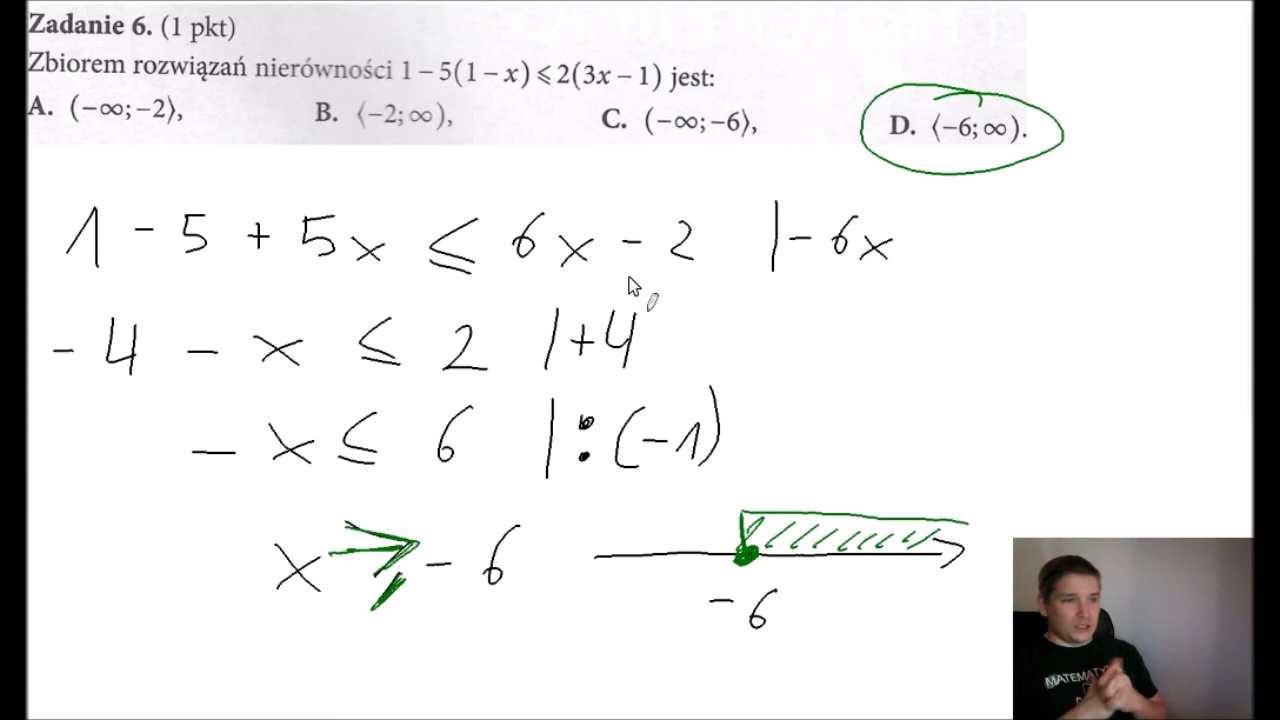 Zadanie 6. (1 pkt)
Zbiorem rozwiązań nierówności 1 − 5(1 − x) ⩽ 2(3x − 1) jest:
A. (−∞; −2⟩, B. ⟨−2; ∞), C. (−∞; −6⟩, D. ⟨−6; ∞).
1 - 5 + 5x ≤ 6x - 2 | - 6x
- 4 - x ≤ 2 | + 4
- x ≤ 6 | : (-1)
x ≥ - 6
- 6
MATEMATY